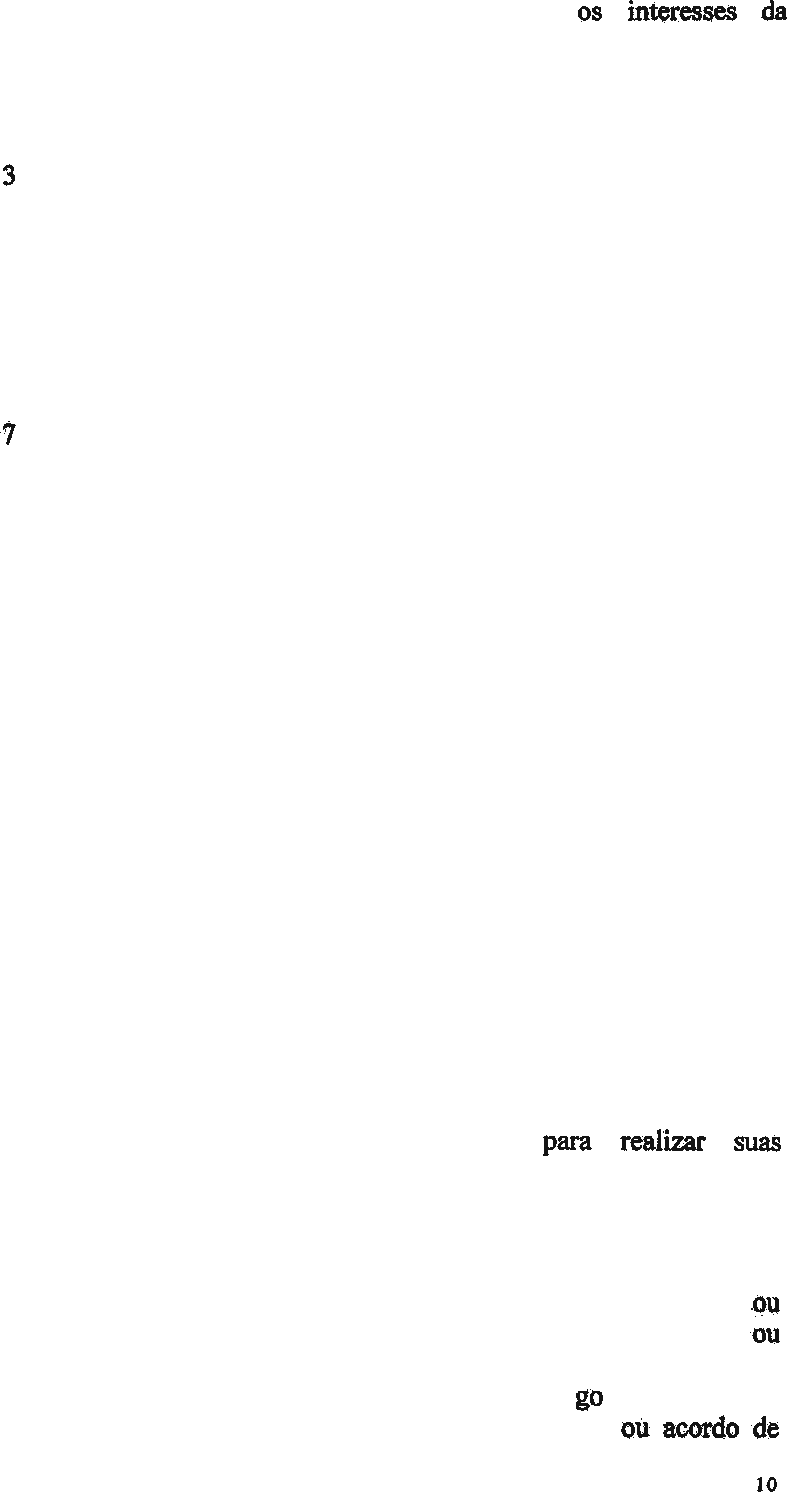 os interesses da
3
7
para realizar suas
ou
ou
go
ou acordo de
10